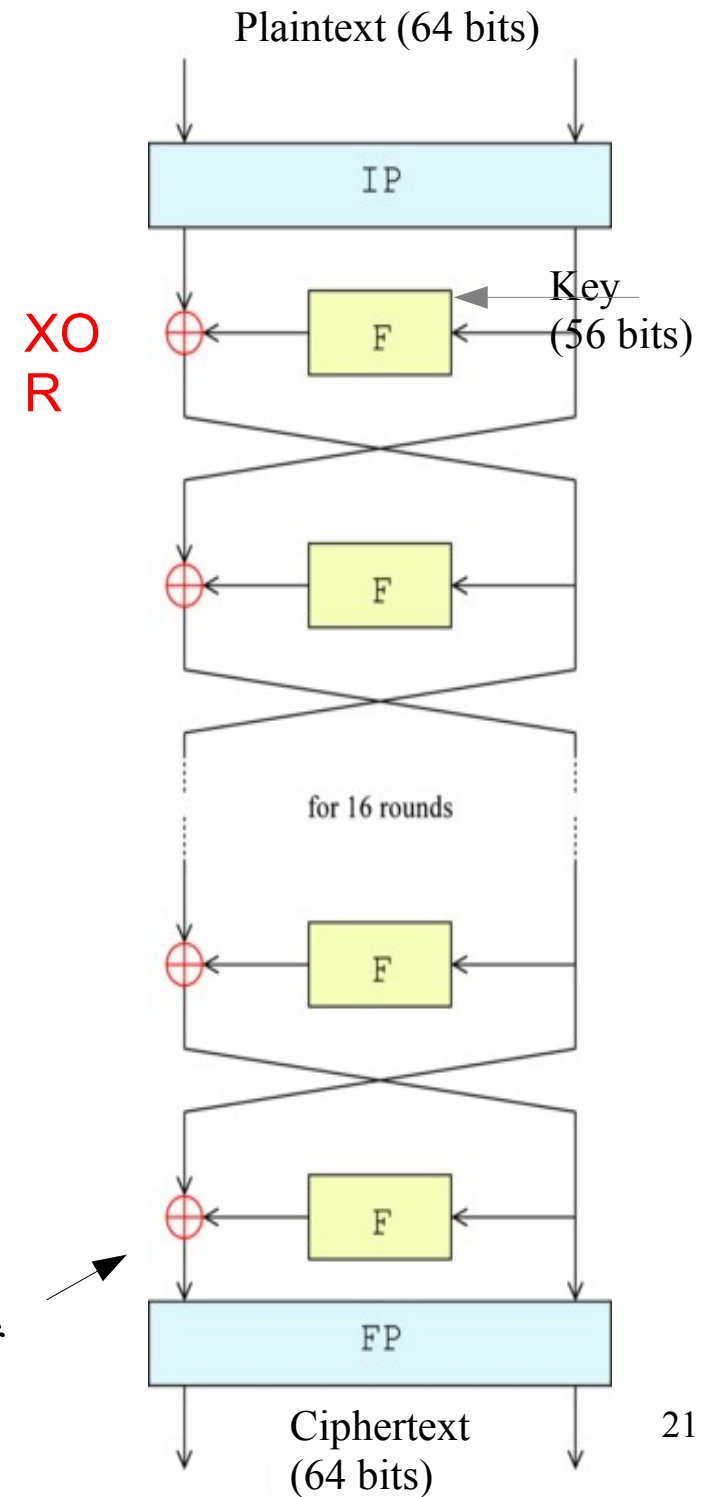 Plaintext (64 bits)
IP
Key
(56 bits)
XO
R
F
F
for 16 rounds
F
F
FP
Ciphertext
(64 bits)
21